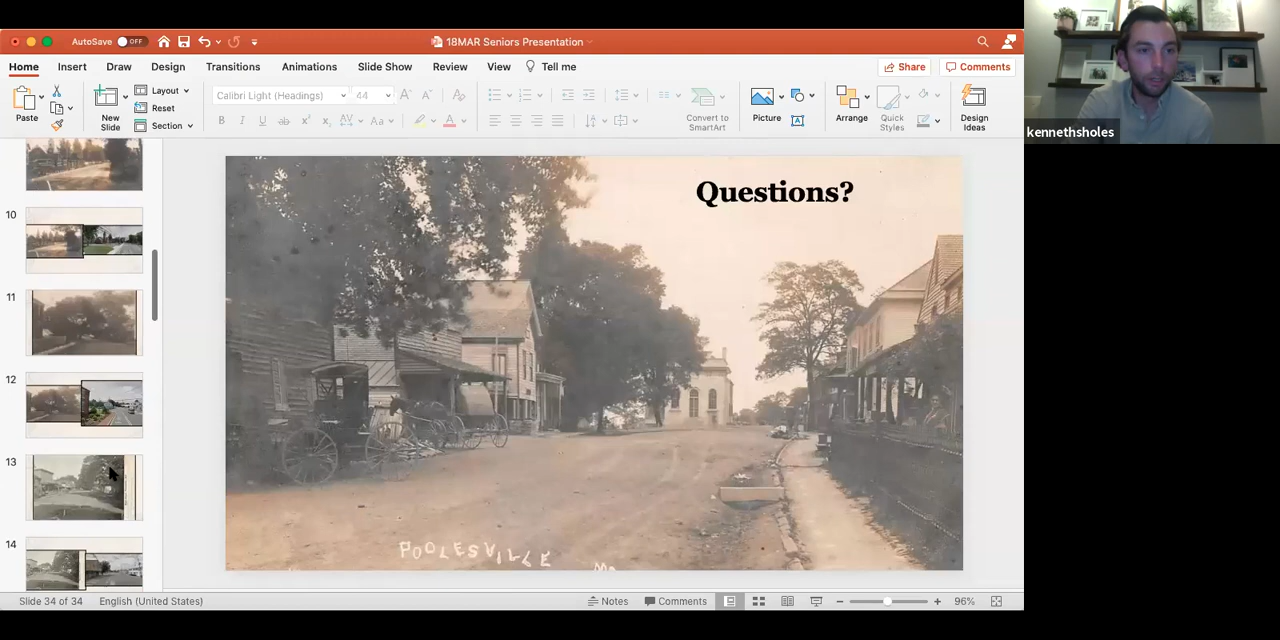 AutoSave OFF
18MAR Seniors Presentation
Home Insert Draw Design Transitions Animations Slide Show Review View Tell me
Share Comments
Paste
New Slide
Layout
Reset
Section
Calibri Light (Headings) 44
Convert to SmartArt
Picture
Arrange
Quick Styles
Design Ideas
kennethsholes
10
11
12
13
14
Questions?
POOLESVILLE MD
Slide 34 of 34 English (United States)
Notes Comments 96%